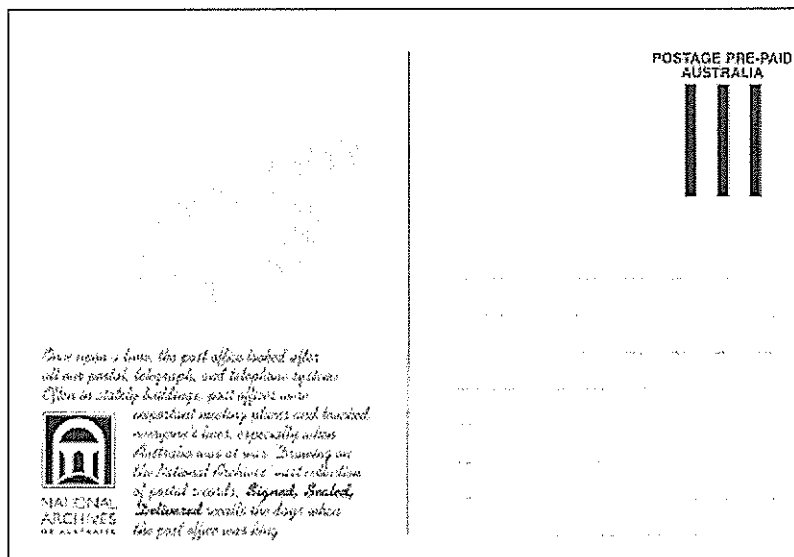 Once upon a time, the post office looked after
all our postal, telegraph, and telephone systems.
Often in stately buildings, post offices were
important meeting places and touched
everyone's lives, especially when
Australia was at war. Drawing on
the National Archives' vast collection
of postal records, Signed, Sealed,
Delivered recalls the days when
the post office was king.
NATIONAL
ARCHIVES
OF AUSTRALIA
POSTAGE PRE-PAID
AUSTRALIA